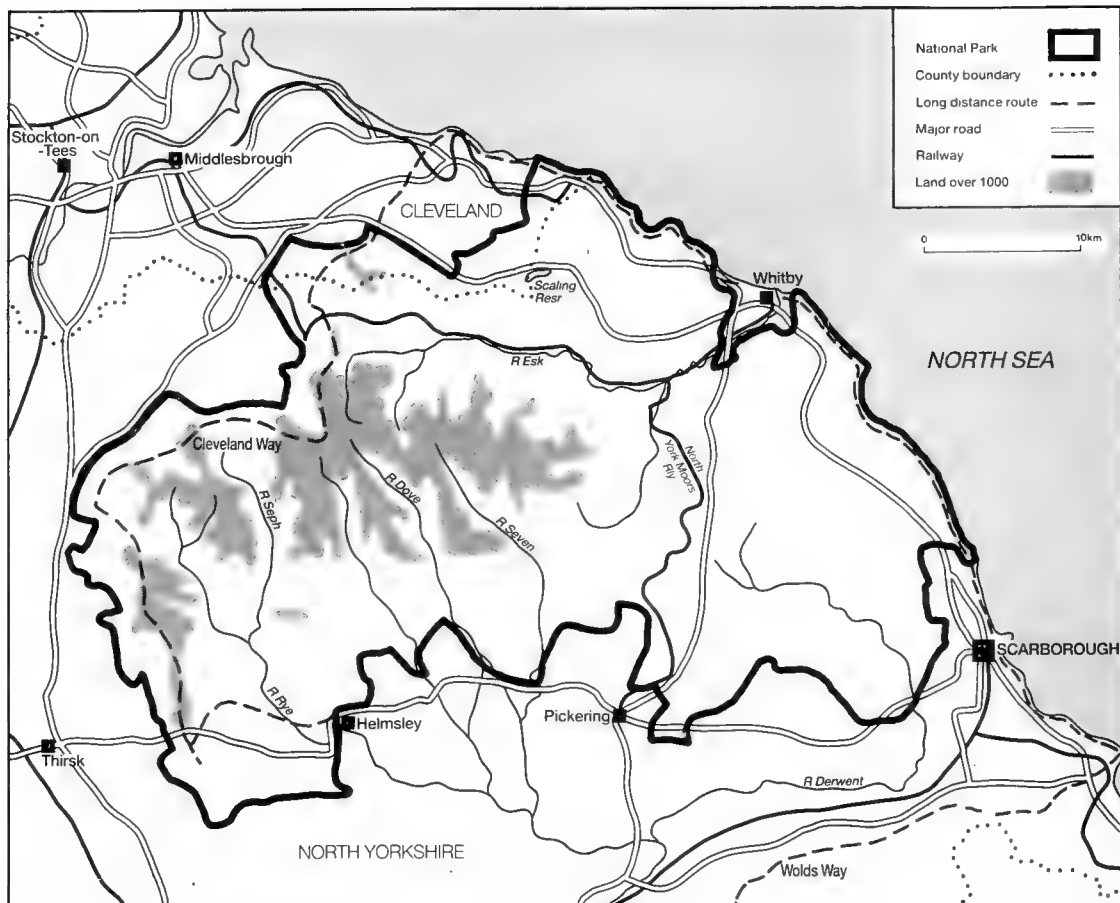 National Park
County boundary
Long distance route
Major road
Railway
Land over 1000
0 10km
Stockton-on
-Tees
Middlesbrough
CLEVELAND
Scaling
Resr
Whitby
NORTH SEA
R Esk
Cleveland Way
North
York Moors
Rly
R Seph
R Dove
R Seven
SCARBOROUGH
R Rye
Helmsley
Pickering
Thirsk
R Derwent
NORTH YORKSHIRE
Wolds Way